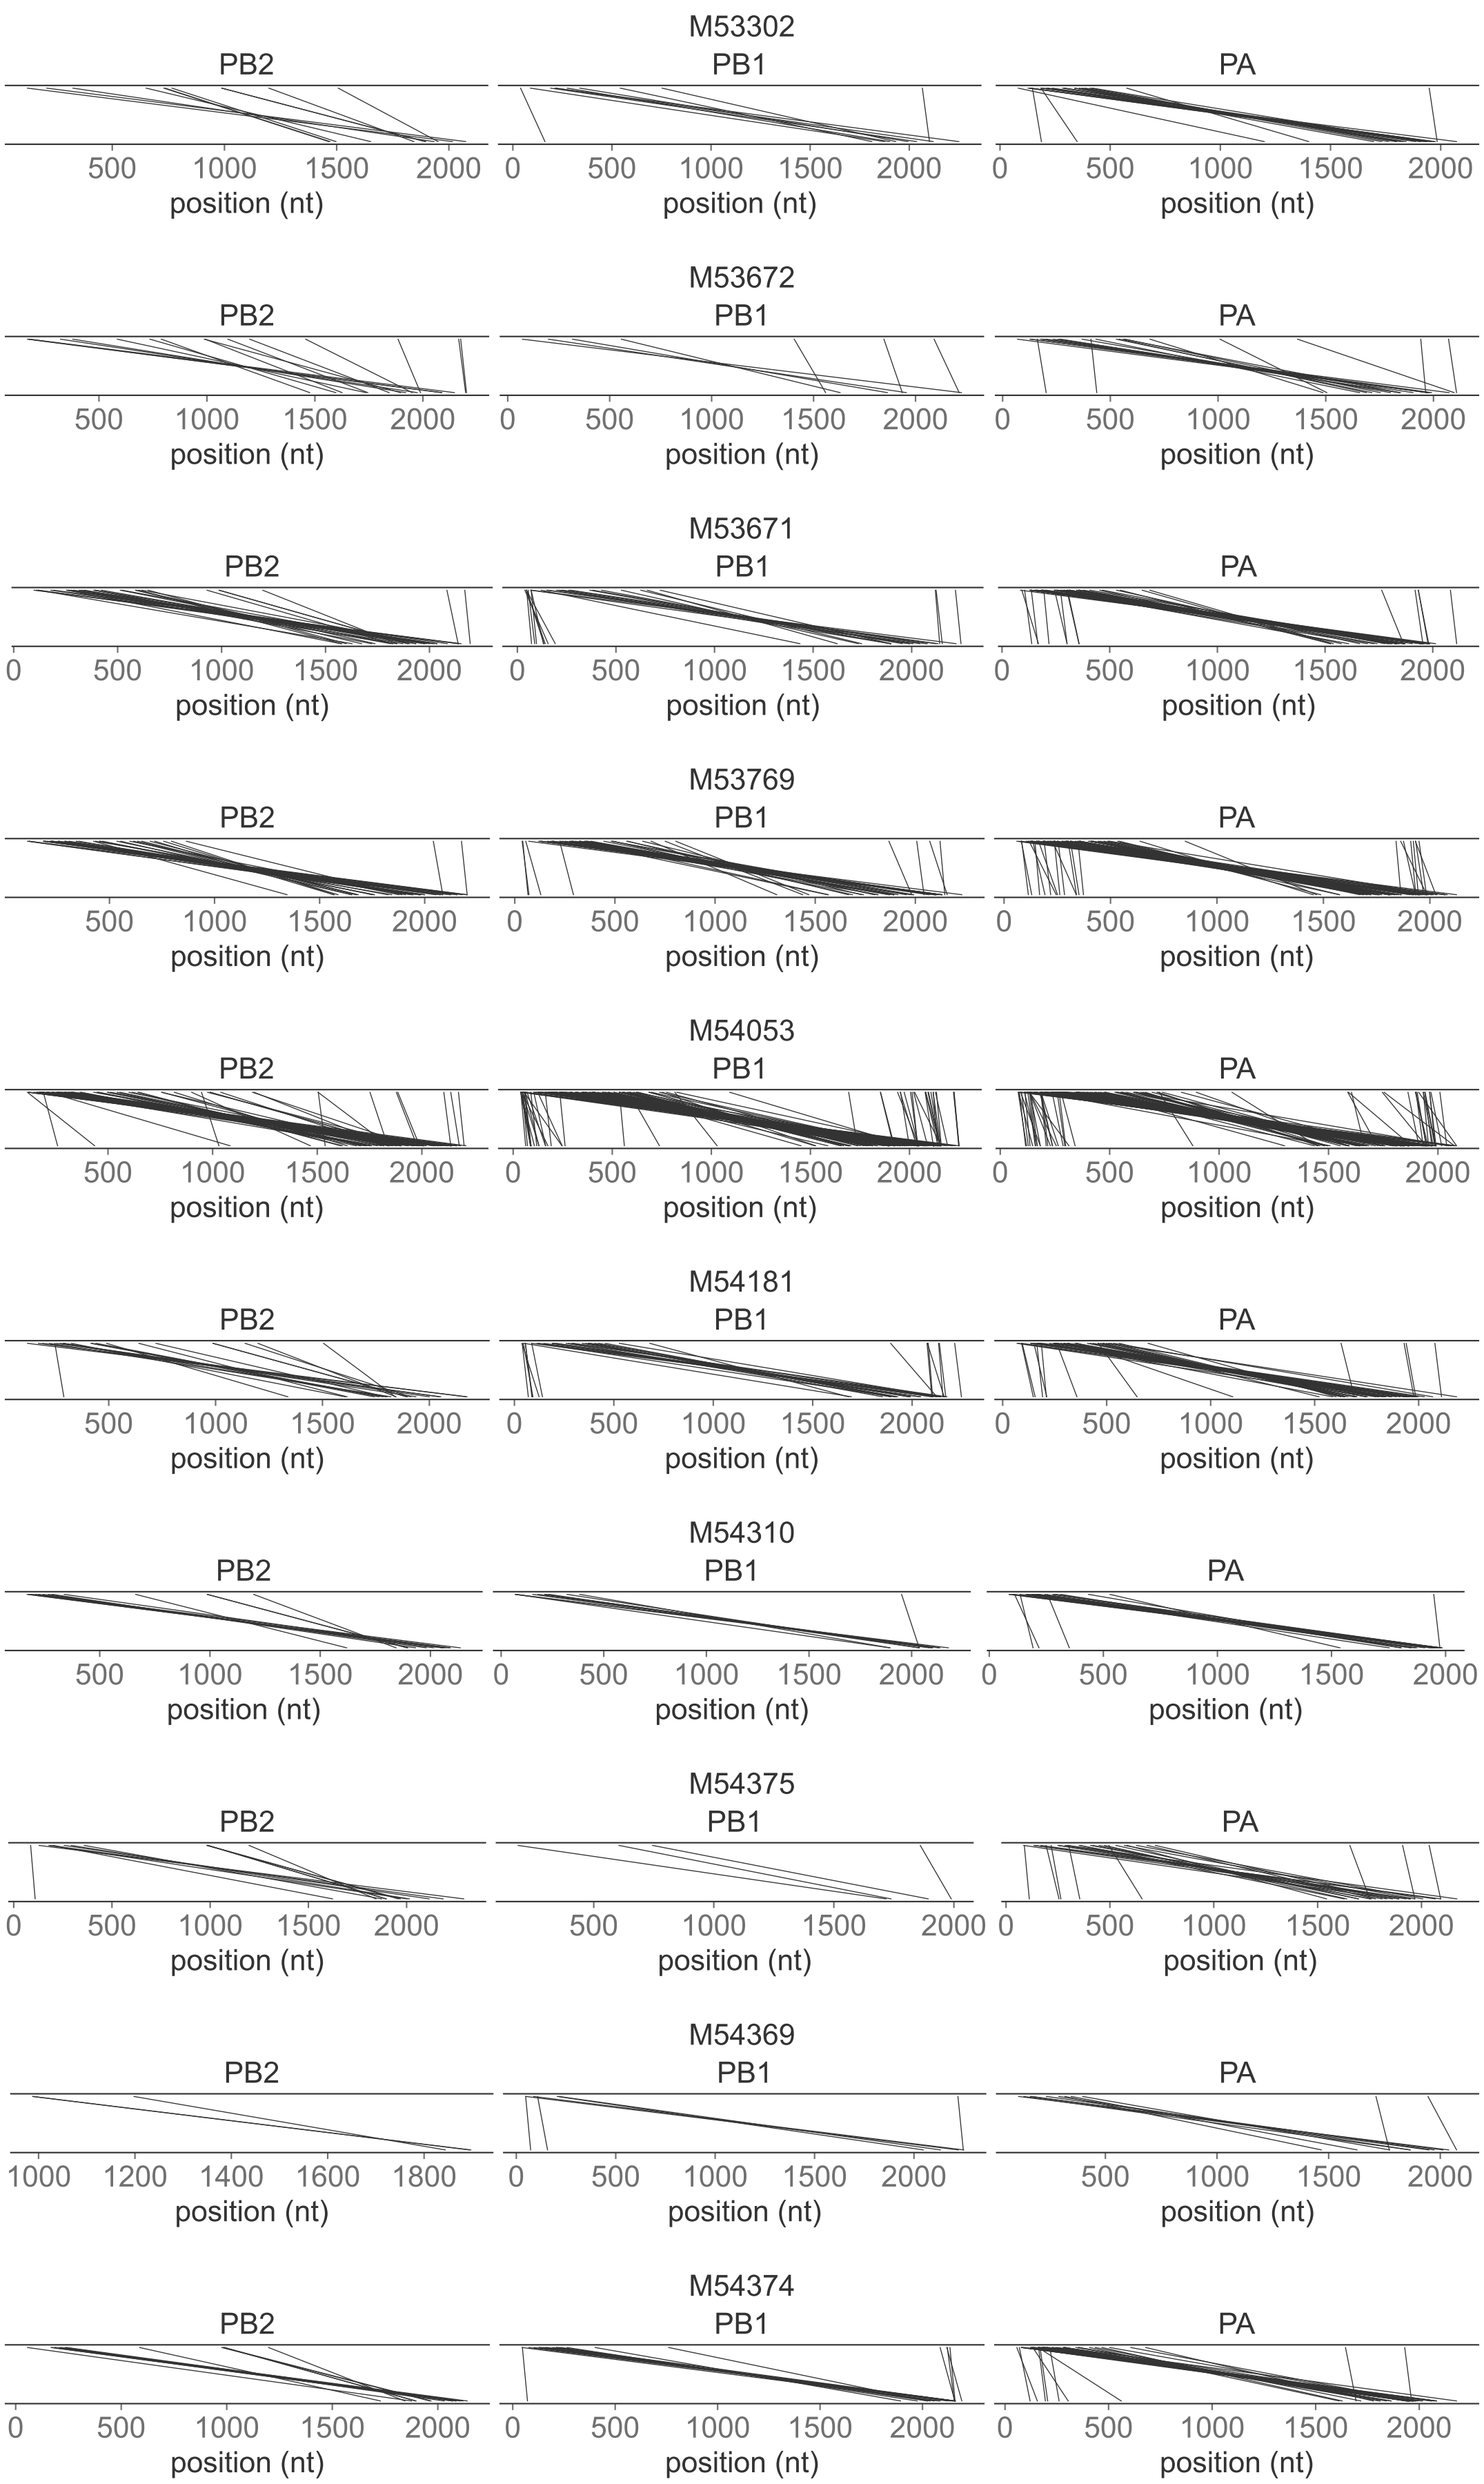 M53302
PB2 PB1 PA
500 1000 1500 2000 0 500 1000 1500 2000 0 500 1000 1500 2000
position (nt) position (nt) position (nt)
M53672
PB2 PB1 PA
500 1000 1500 2000 0 500 1000 1500 2000 0 500 1000 1500 2000
position (nt) position (nt) position (nt)
M53671
PB2 PB1 PA
0 500 1000 1500 2000 0 500 1000 1500 2000 0 500 1000 1500 2000
position (nt) position (nt) position (nt)
M53769
PB2 PB1 PA
500 1000 1500 2000 0 500 1000 1500 2000 0 500 1000 1500 2000
position (nt) position (nt) position (nt)
M54053
PB2 PB1 PA
500 1000 1500 2000 0 500 1000 1500 2000 0 500 1000 1500 2000
position (nt) position (nt) position (nt)
M54181
PB2 PB1 PA
500 1000 1500 2000 0 500 1000 1500 2000 0 500 1000 1500 2000
position (nt) position (nt) position (nt)
M54310
PB2 PB1 PA
500 1000 1500 2000 0 500 1000 1500 2000 0 500 1000 1500 2000
position (nt) position (nt) position (nt)
M54375
PB2 PB1 PA
0 500 1000 1500 2000 500 1000 1500 2000 0 500 1000 1500 2000
position (nt) position (nt) position (nt)
M54369
PB2 PB1 PA
1000 1200 1400 1600 1800 0 500 1000 1500 2000 500 1000 1500 2000
position (nt) position (nt) position (nt)
M54374
PB2 PB1 PA
0 500 1000 1500 2000 0 500 1000 1500 2000 0 500 1000 1500 2000
position (nt) position (nt) position (nt)